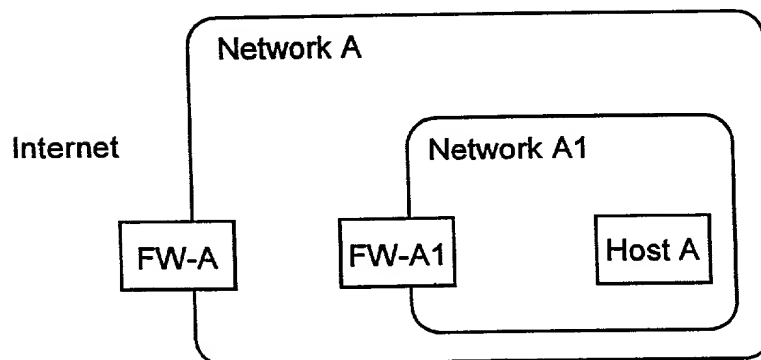 Network A
Internet
Network A1
FW-A
FW-A1
Host A